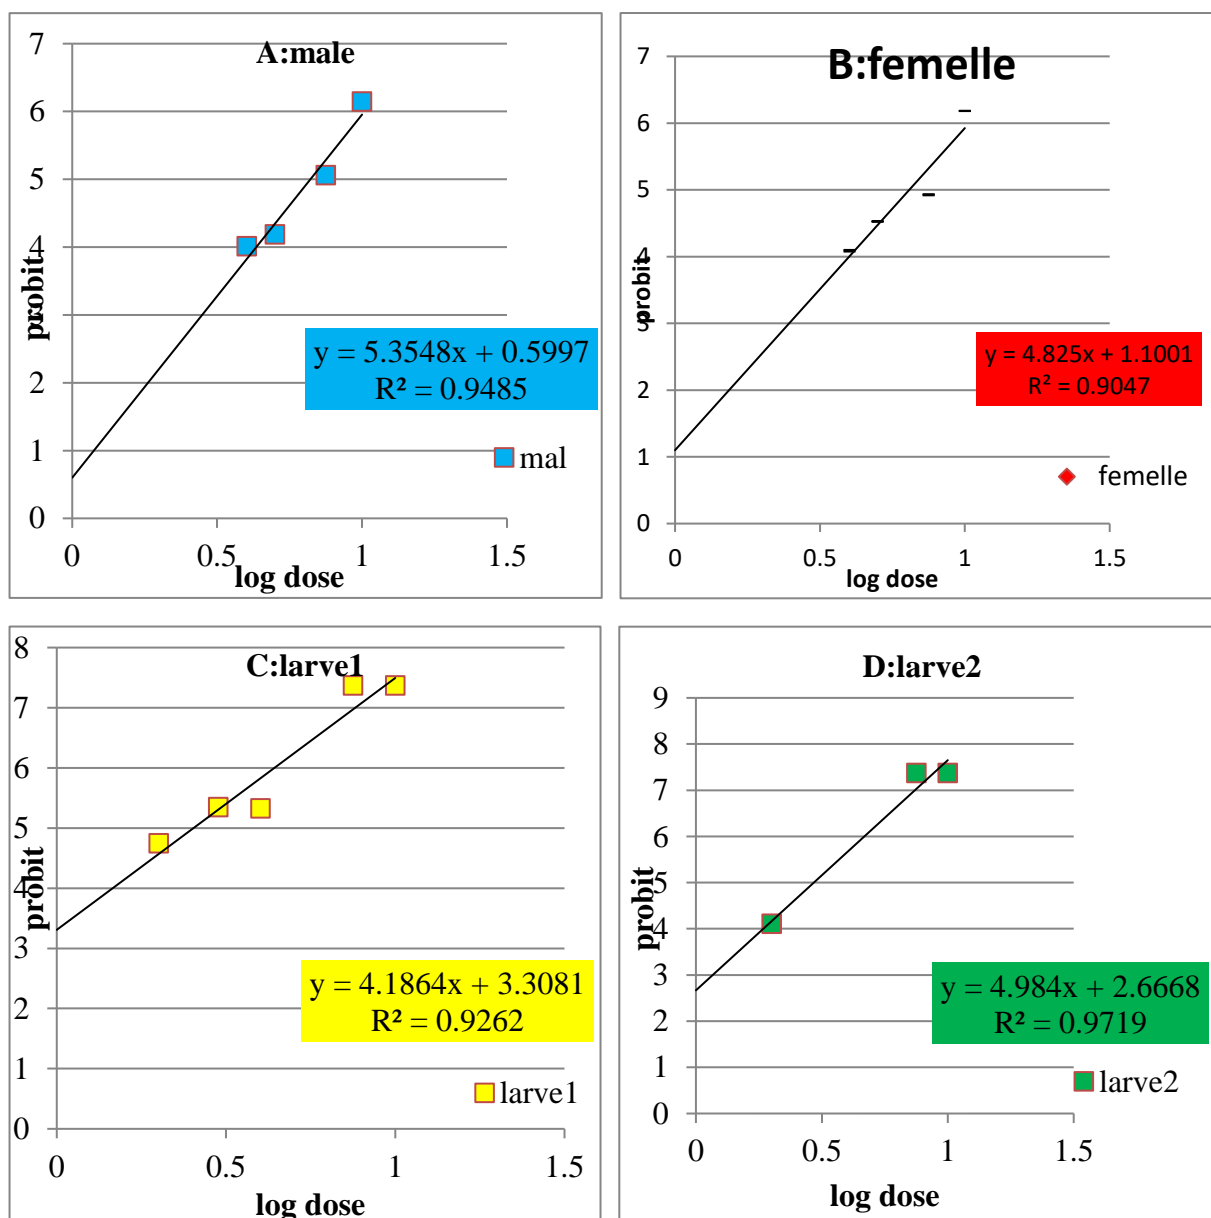 A:male
7
6
5
4
3
2
1
0
probit
y = 5.3548x + 0.5997
R² = 0.9485
mal
0 0.5 1 1.5
log dose
B:femelle
7
6
5
4
3
2
1
0
probit
y = 4.825x + 1.1001
R² = 0.9047
femelle
0 0.5 1 1.5
log dose
C:larve1
8
7
6
5
4
3
2
1
0
probit
y = 4.1864x + 3.3081
R² = 0.9262
larve1
0 0.5 1 1.5
log dose
D:larve2
9
8
7
6
5
4
3
2
1
0
probit
y = 4.984x + 2.6668
R² = 0.9719
larve2
0 0.5 1 1.5
log dose